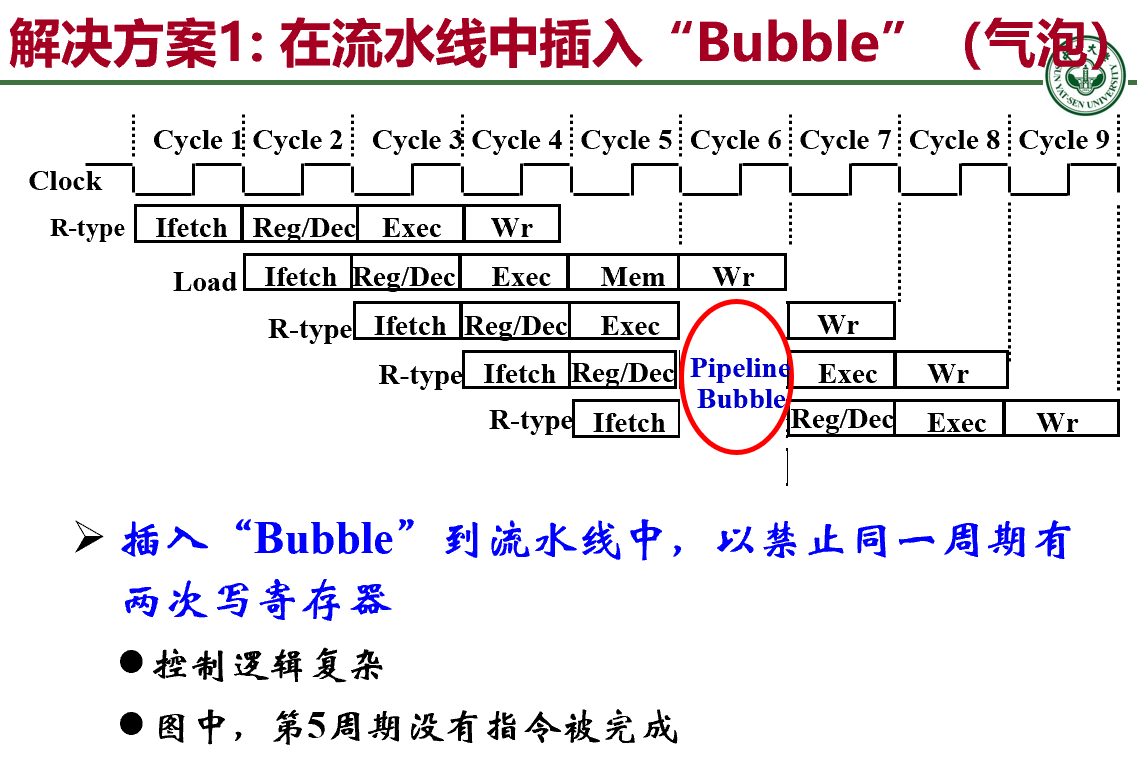 解决方案1: 在流水线中插入“Bubble” (气泡)
大 SUN YAT-SEN UNIVERSITY
Cycle 1 Cycle 2 Cycle 3 Cycle 4 Cycle 5 Cycle 6 Cycle 7 Cycle 8 Cycle 9
Clock
R-type Ifetch Reg/Dec Exec Wr
Load Ifetch Reg/Dec Exec Mem Wr
R-type Ifetch Reg/Dec Exec Wr
R-type Ifetch Reg/Dec Pipeline Exec Wr
Bubble
R-type Ifetch Reg/Dec Exec Wr
➢ 插入“Bubble”到流水线中，以禁止同一周期有
两次写寄存器
● 控制逻辑复杂
● 图中，第5周期没有指令被完成